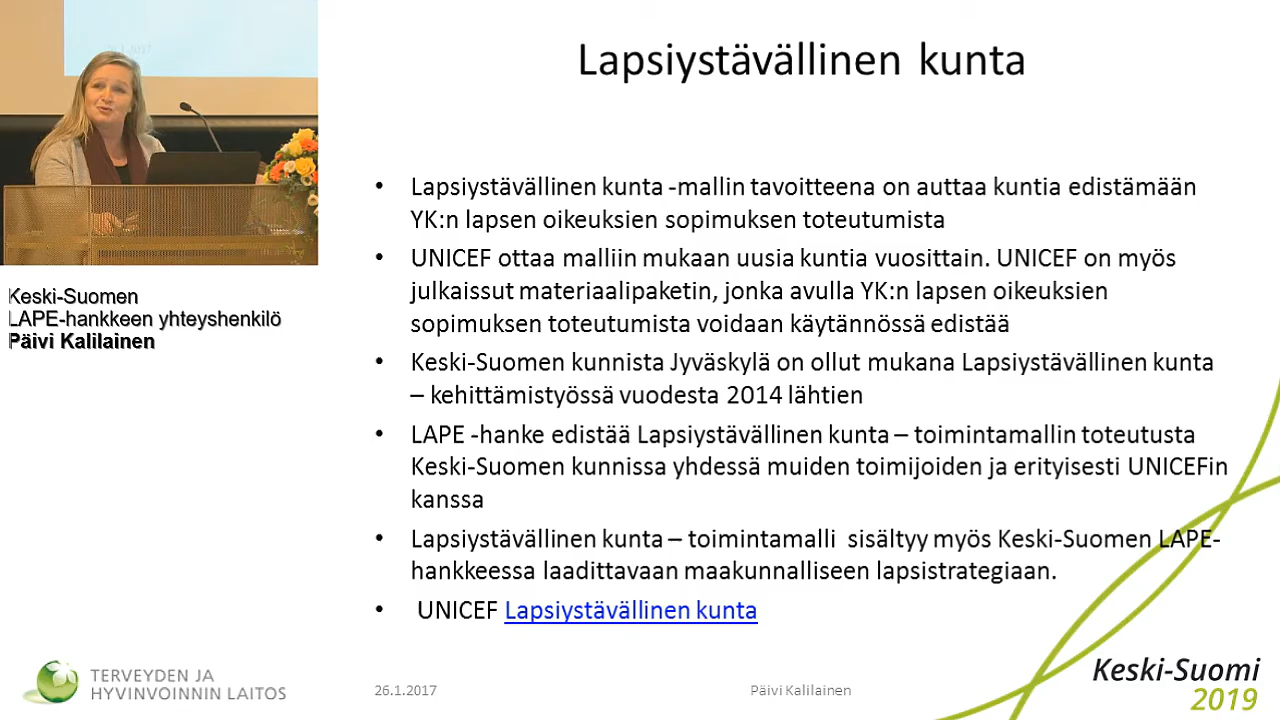 Lapsiystävällinen kunta
Keski-Suomen
LAPE-hankkeen yhteyshenkilö
Päivi Kalilainen
• Lapsiystävällinen kunta -mallin tavoitteena on auttaa kuntia edistämään
YK:n lapsen oikeuksien sopimuksen toteutumista
• UNICEF ottaa malliin mukaan uusia kuntia vuosittain. UNICEF on myös
julkaissut materiaalipaketin, jonka avulla YK:n lapsen oikeuksien
sopimuksen toteutumista voidaan käytännössä edistää
• Keski-Suomen kunnista Jyväskylä on ollut mukana Lapsiystävällinen kunta
– kehittämistyössä vuodesta 2014 lähtien
• LAPE -hanke edistää Lapsiystävällinen kunta – toimintamallin toteutusta
Keski-Suomen kunnissa yhdessä muiden toimijoiden ja erityisesti UNICEFin
kanssa
• Lapsiystävällinen kunta – toimintamalli sisältyy myös Keski-Suomen LAPE-
hankkeessa laadittavaan maakunnalliseen lapsistrategiaan.
• UNICEF Lapsiystävällinen kunta
TERVEYDEN JA
HYVINVOINNIN LAITOS
26.1.2017
Päivi Kalilainen
Keski-Suomi
2019